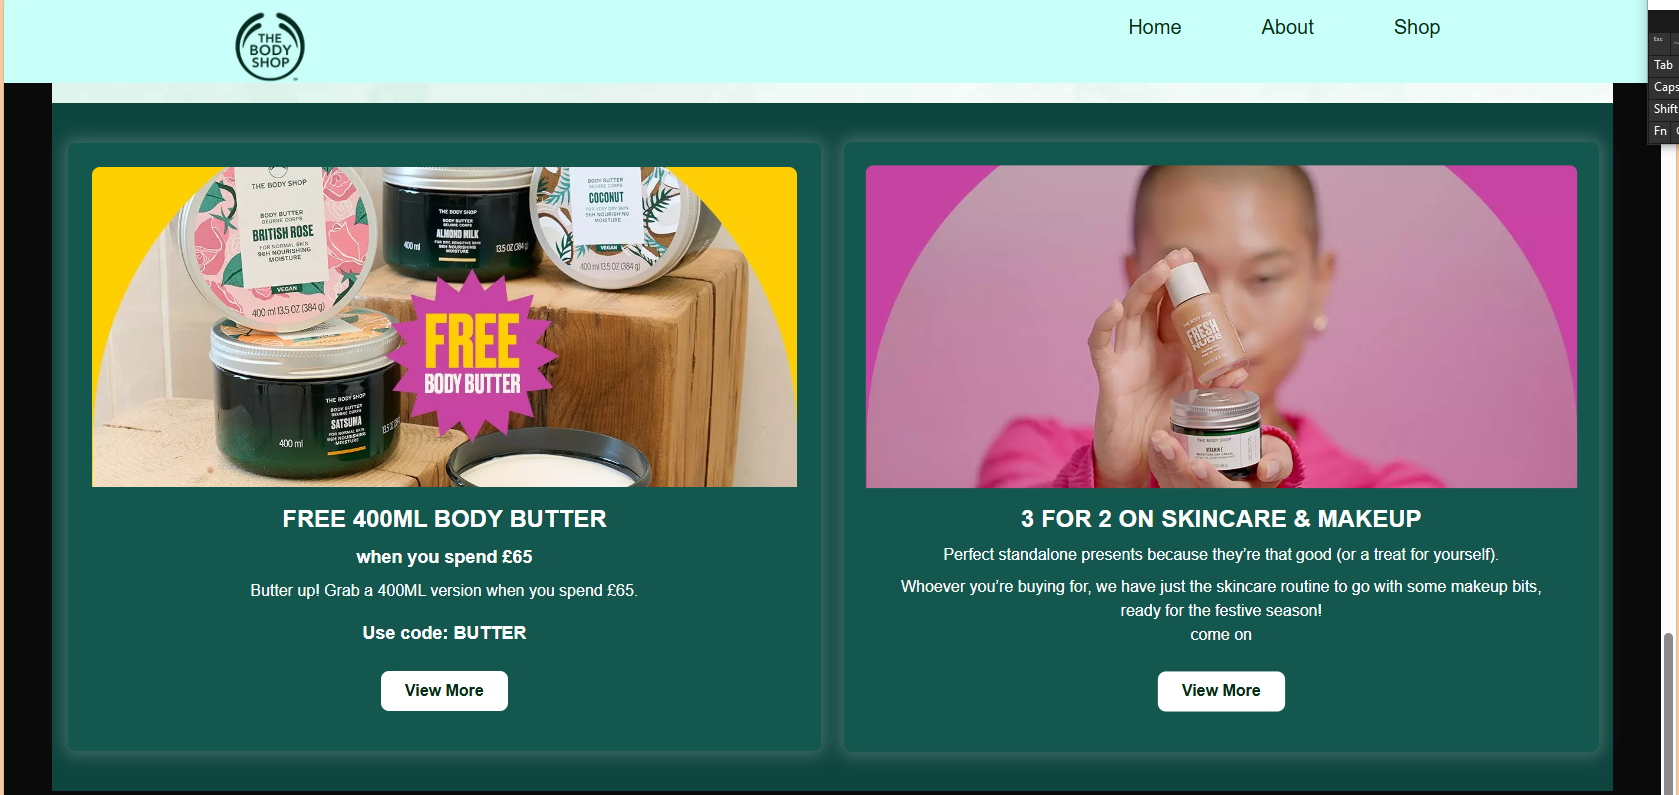 THE
BODY
SHOP
Home
About
Shop
Esc
Tab
Caps
Shift
Fn
THE BODY SHOP
BODY BUTTER
BEURRE CORPS
BRITISH ROSE
FOR NORMAL SKIN
96H NOURISHING
MOISTURE
VEGAN
400 ml 13.5 OZ (384 g)
THE BODY SHOP
BODY BUTTER
BEURRE CORPS
ALMOND MILK
FOR DRY, SENSITIVE SKIN
96H NOURISHING
MOISTURE
400 ml
13.5 OZ (384 g)
BODY BUTTER
BEURRE CORPS
COCONUT
FOR VERY DRY SKIN
96H NOURISHING
MOISTURE
VEGAN
400 ml 13.5 OZ (384 g)
FREE
BODY BUTTER
THE BODY SHOP
BODY BUTTER
BEURRE CORPS
SATSUMA
FOR NORMAL SKIN
96H NOURISHING
MOISTURE
400 ml
THE BODY SHOP
FRESH
NUDE
THE BODY SHOP
VITAMIN E
FREE 400ML BODY BUTTER
when you spend £65
Butter up! Grab a 400ML version when you spend £65.
Use code: BUTTER
View More
3 FOR 2 ON SKINCARE & MAKEUP
Perfect standalone presents because they’re that good (or a treat for yourself).
Whoever you’re buying for, we have just the skincare routine to go with some makeup bits,
ready for the festive season!
come on
View More